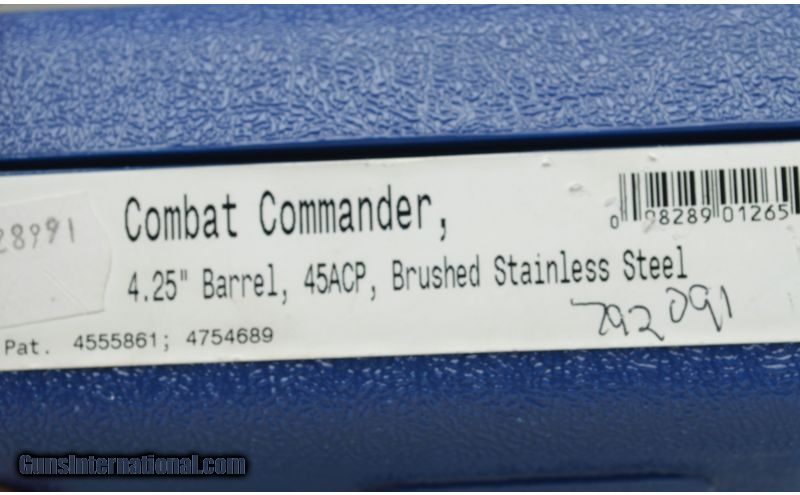 28991
Combat Commander,
4.25" Barrel, 45ACP, Brushed Stainless Steel
0 98289 01265
792091
Pat. 4555861; 4754689
GunsInternational.com